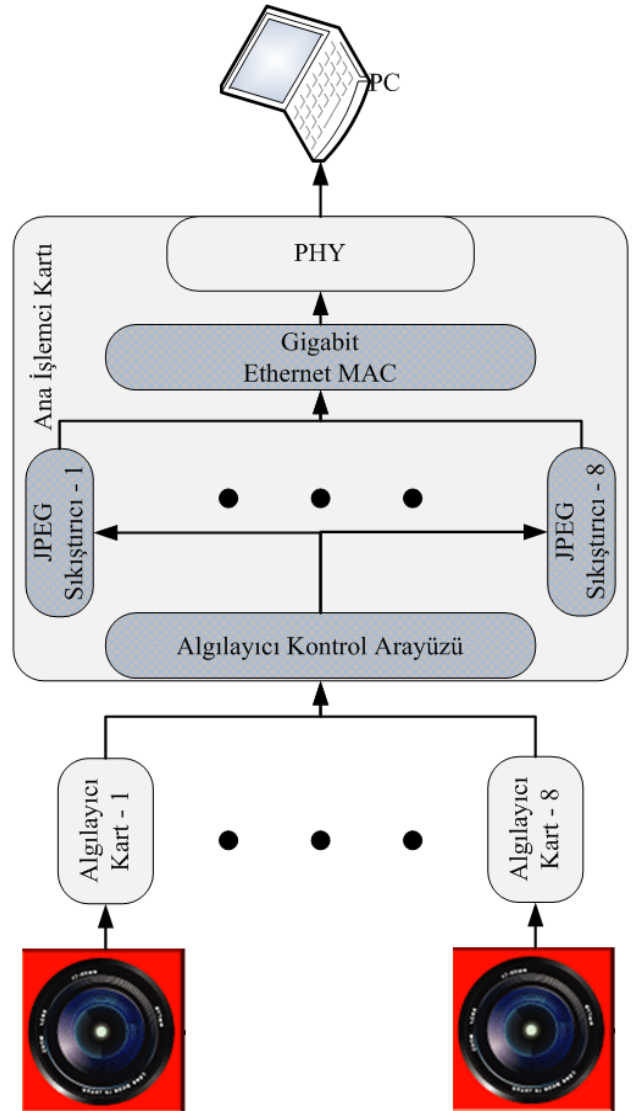 PC
Ana İşlemci Kartı
PHY
Gigabit
Ethernet MAC
JPEG
Sıkıştırıcı - 1
JPEG
Sıkıştırıcı - 8
Algılayıcı Kontrol Arayüzü
Algılayıcı
Kart - 1
Algılayıcı
Kart - 8